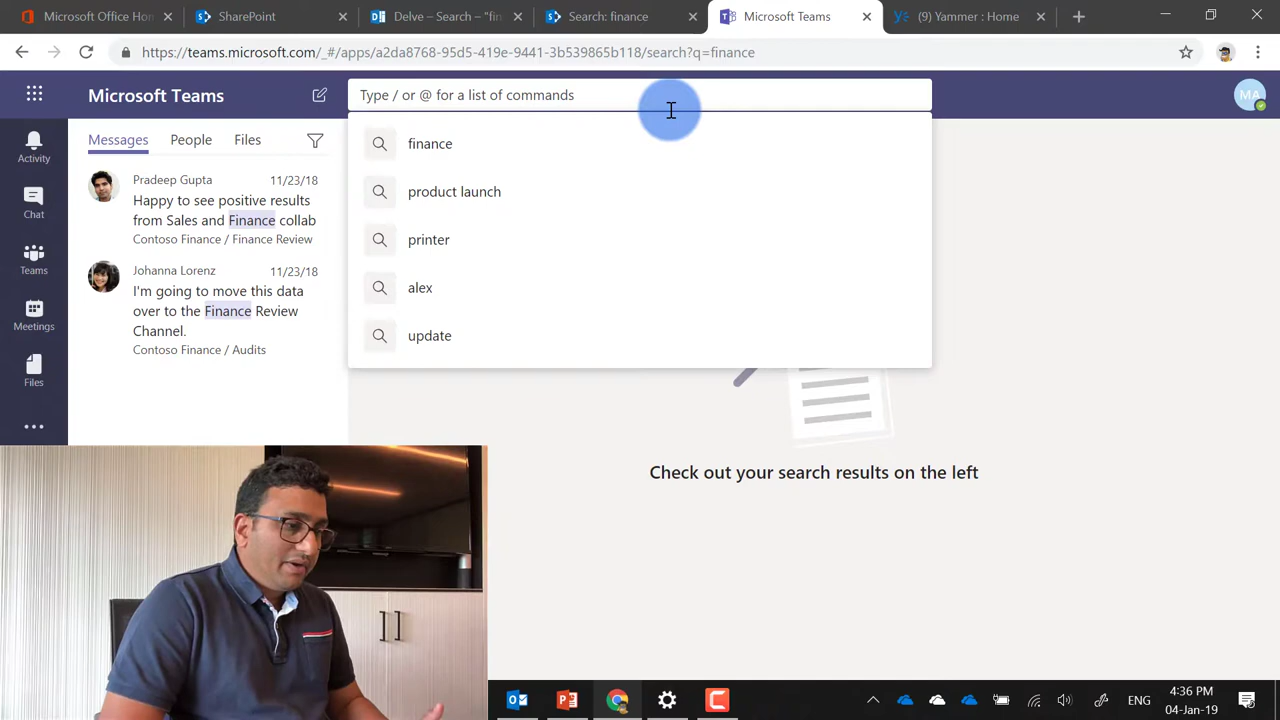 Microsoft Office Hom
SharePoint
Delve – Search – "fin
Search: finance
Microsoft Teams
(9) Yammer : Home
https://teams.microsoft.com/_#/apps/a2da8768-95d5-419e-9441-3b539865b118/search?q=finance
Microsoft Teams
Type / or @ for a list of commands
MA
Activity
Chat
Teams
Meetings
Files
Messages
People
Files
Pradeep Gupta 11/23/18
Happy to see positive results
from Sales and Finance collab
Contoso Finance / Finance Review
Johanna Lorenz 11/23/18
I'm going to move this data
over to the Finance Review
Channel.
Contoso Finance / Audits
finance
product launch
printer
alex
update
Check out your search results on the left
ENG
4:36 PM
04-Jan-19